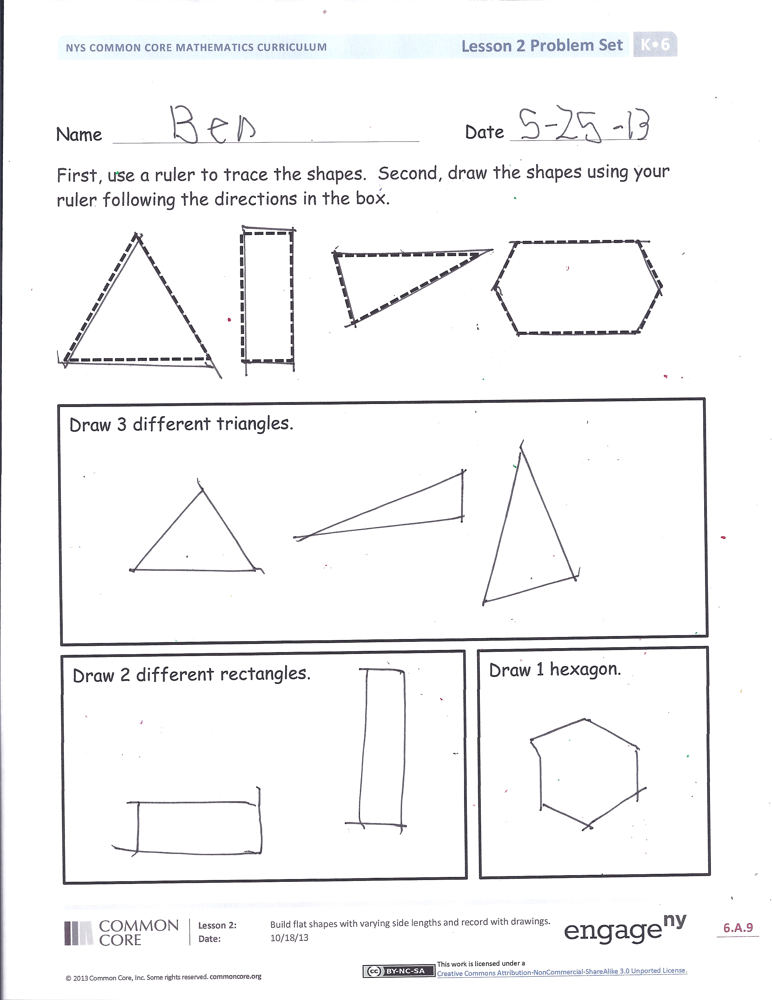 NYS COMMON CORE MATHEMATICS CURRICULUM Lesson 2 Problem Set K•6
Name Ben Date 5-25-13
First, use a ruler to trace the shapes. Second, draw the shapes using your
ruler following the directions in the box.
Draw 3 different triangles.
Draw 2 different rectangles.
Draw 1 hexagon.
COMMON
CORE
Lesson 2: Build flat shapes with varying side lengths and record with drawings.
Date: 10/18/13
engage ny
6.A.9
© 2013 Common Core, Inc. Some rights reserved. commoncore.org
cc BY-NC-SA
This work is licensed under a
Creative Commons Attribution-NonCommercial-ShareAlike 3.0 Unported License.